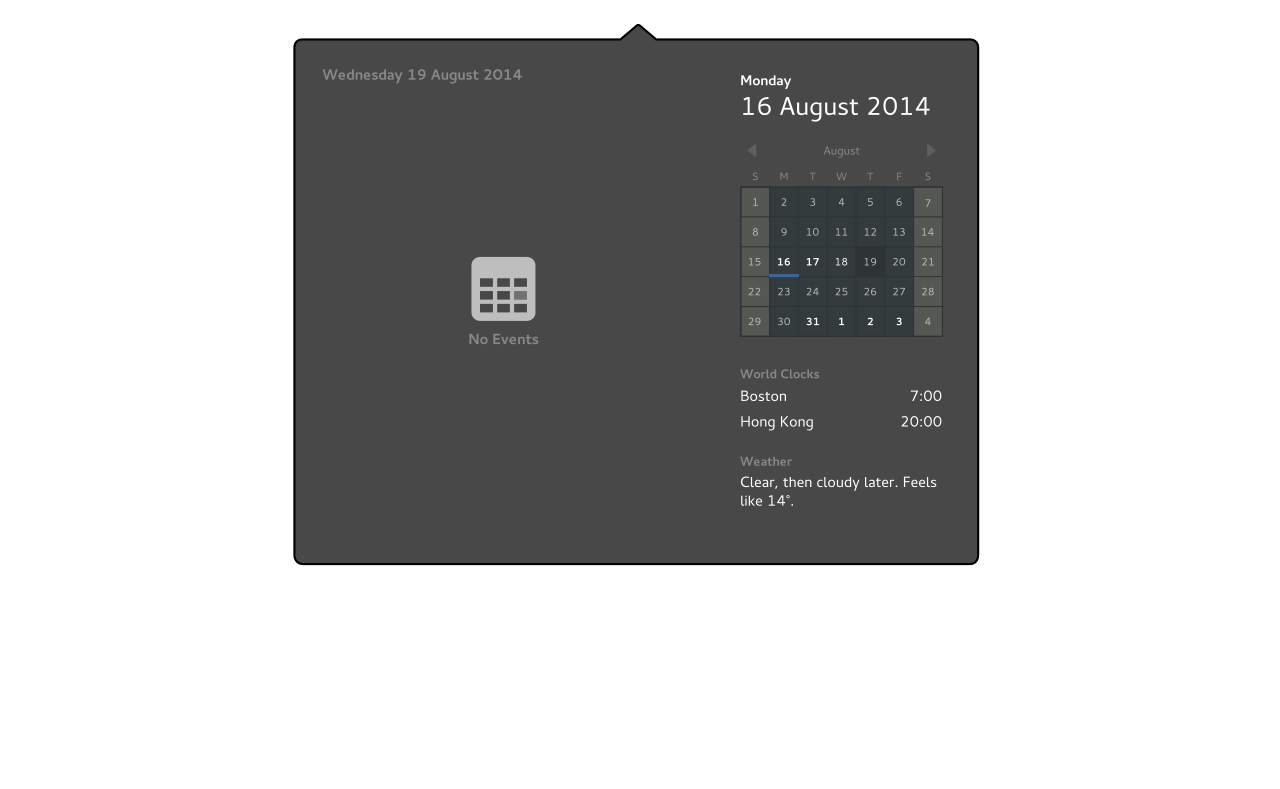 Wednesday 19 August 2014
No Events
Monday
16 August 2014
August
S M T W T F S
1 2 3 4 5 6 7
8 9 10 11 12 13 14
15 16 17 18 19 20 21
22 23 24 25 26 27 28
29 30 31 1 2 3 4
World Clocks
Boston 7:00
Hong Kong 20:00
Weather
Clear, then cloudy later. Feels
like 14°.